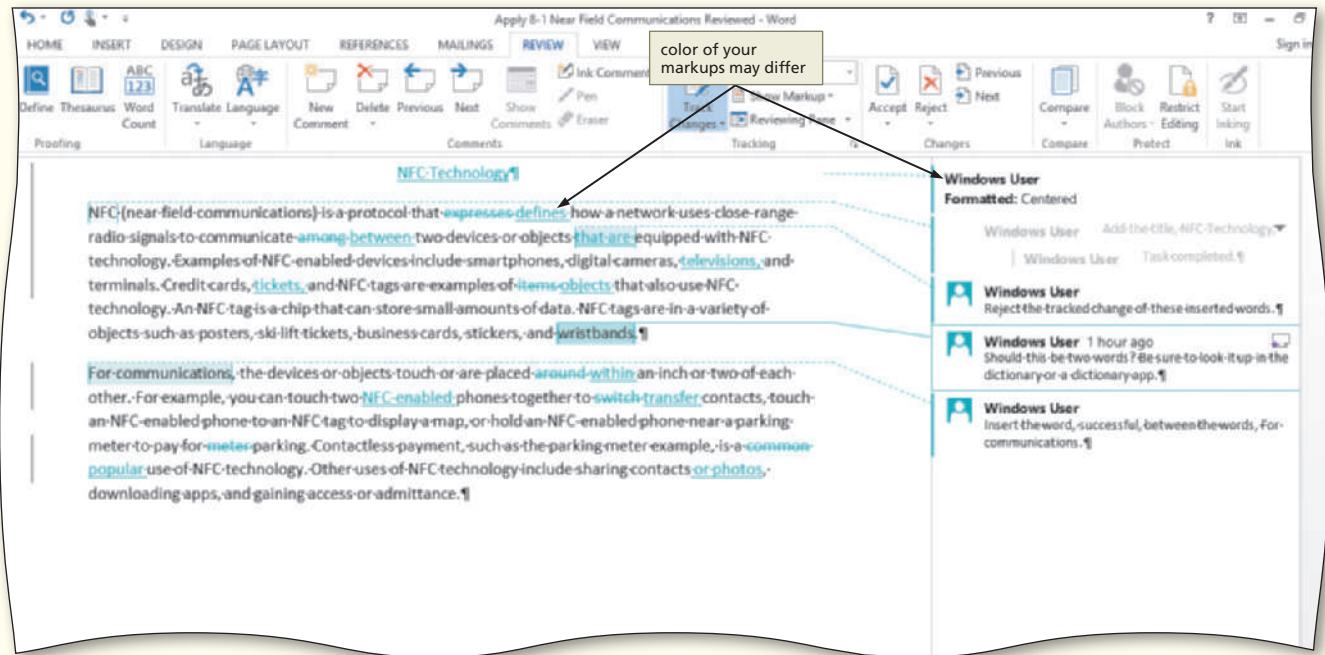 Apply 8-1 Near Field Communications Reviewed - Word
HOME INSERT DESIGN PAGE LAYOUT REFERENCES MAILINGS REVIEW VIEW Sign in
color of your
markups may differ
Define Thesaurus Word Count
Translate Language
New Comment Delete Previous Next Show Comments
Ink Comment
Pen
Eraser
Track Changes
Show Markup
Reviewing Pane
Accept Reject
Previous
Next
Compare
Block Authors Restrict Editing
Start Inking
Proofing Language Comments Tracking Changes Compare Protect Ink
NFC Technology¶
NFC (near field communications) is a protocol that expresses defines how a network uses close-range
radio signals to communicate among between two devices or objects that are equipped with NFC
technology. Examples of NFC-enabled devices include smartphones, digital cameras, televisions, and
terminals. Credit cards, tickets, and NFC tags are examples of items objects that also use NFC
technology. An NFC tag is a chip that can store small amounts of data. NFC tags are in a variety of
objects such as posters, ski lift tickets, business cards, stickers, and wristbands.¶
For communications, the devices or objects touch or are placed around within an inch or two of each
other. For example, you can touch two NFC-enabled phones together to switch transfer contacts, touch
an NFC-enabled phone to an NFC tag to display a map, or hold an NFC-enabled phone near a parking
meter to pay for meter parking. Contactless payment, such as the parking meter example, is a common
popular use of NFC technology. Other uses of NFC technology include sharing contacts or photos,
downloading apps, and gaining access or admittance.¶
Windows User
Formatted: Centered
Windows User Add the title, NFC Technology.
Windows User Task completed.¶
Windows User
Reject the tracked change of these inserted words.¶
Windows User 1 hour ago
Should this be two words? Be sure to look it up in the
dictionary or a dictionary app.¶
Windows User
Insert the word, successful, between the words, For
communications.¶